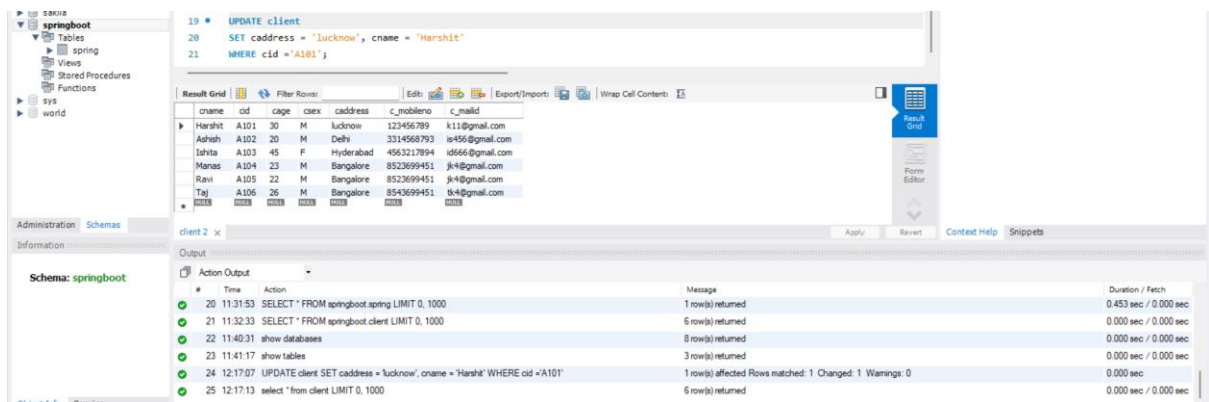 sakila
springboot
Tables
spring
Views
Stored Procedures
Functions
sys
world
Administration Schemas
Information
Schema: springboot
19 UPDATE client
20 SET caddress = 'lucknow', cname = 'Harshit'
21 WHERE cid ='A101';
Result Grid Filter Rows: Edit: Export/Import: Wrap Cell Content:
cname cid cage csex caddress c_mobileno c_mailid
Harshit A101 30 M lucknow 123456789 k11@gmail.com
Ashish A102 20 M Delhi 3314568793 is456@gmail.com
Ishita A103 45 F Hyderabad 4563217894 id666@gmail.com
Manas A104 23 M Bangalore 8523699451 jk4@gmail.com
Ravi A105 22 M Bangalore 8523699451 jk4@gmail.com
Taj A106 26 M Bangalore 8543699451 tk4@gmail.com
NULL NULL NULL NULL NULL NULL NULL
Result Grid
Form Editor
client 2 Apply Revert Context Help Snippets
Output
Action Output
# Time Action Message Duration / Fetch
20 11:31:53 SELECT * FROM springboot.spring LIMIT 0, 1000 1 row(s) returned 0.453 sec / 0.000 sec
21 11:32:33 SELECT * FROM springboot.client LIMIT 0, 1000 6 row(s) returned 0.000 sec / 0.000 sec
22 11:40:31 show databases 8 row(s) returned 0.000 sec / 0.000 sec
23 11:41:17 show tables 3 row(s) returned 0.000 sec / 0.000 sec
24 12:17:07 UPDATE client SET caddress = 'lucknow', cname = 'Harshit' WHERE cid ='A101' 1 row(s) affected Rows matched: 1 Changed: 1 Warnings: 0 0.000 sec
25 12:17:13 select * from client LIMIT 0, 1000 6 row(s) returned 0.000 sec / 0.000 sec